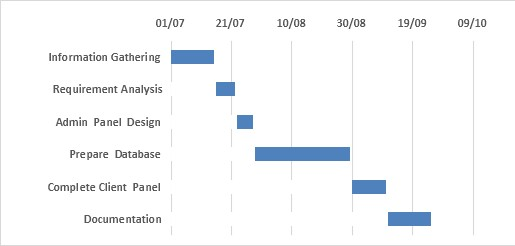 01/07 21/07 10/08 30/08 19/09 09/10
Information Gathering
Requirement Analysis
Admin Panel Design
Prepare Database
Complete Client Panel
Documentation